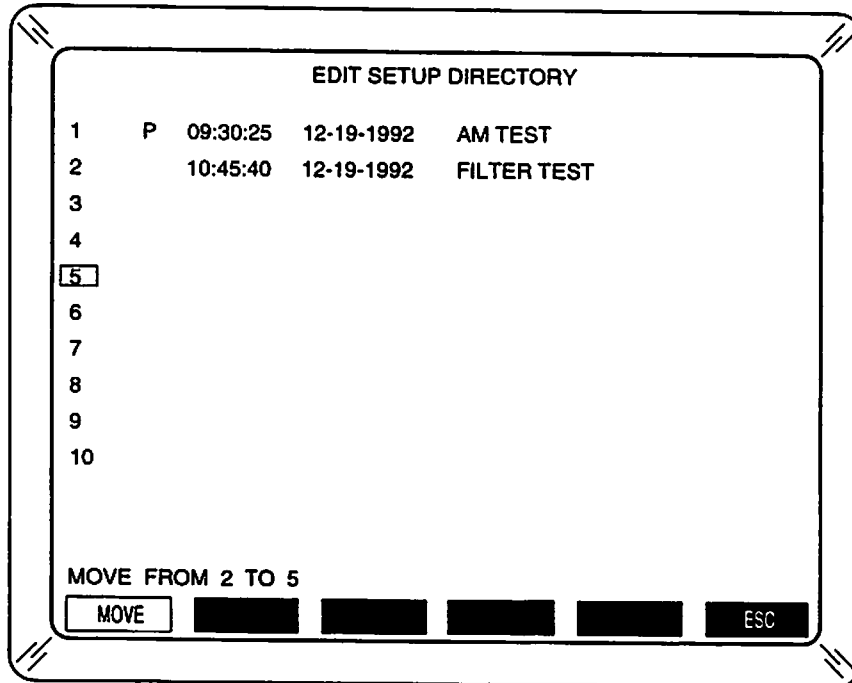 EDIT SETUP DIRECTORY
1 P 09:30:25 12-19-1992 AM TEST
2 10:45:40 12-19-1992 FILTER TEST
3
4
5
6
7
8
9
10
MOVE FROM 2 TO 5
MOVE ESC